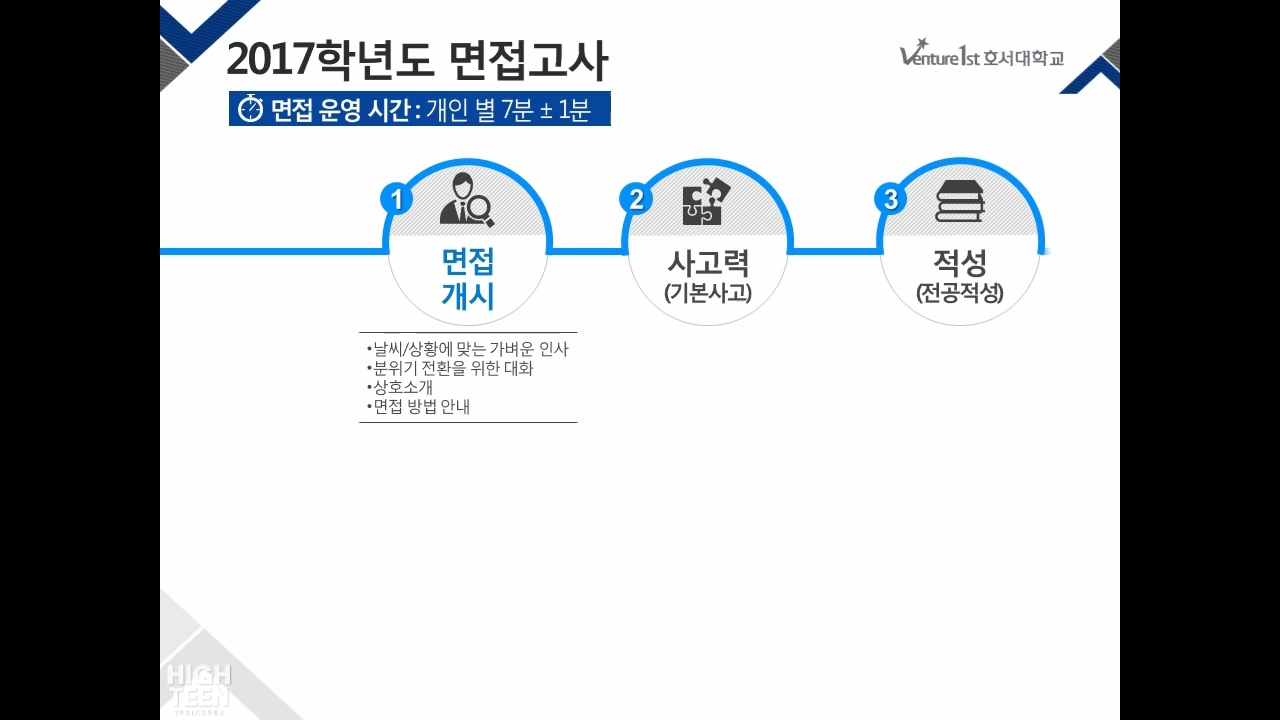 2017학년도 면접고사
Venture1st 호서대학교
면접 운영 시간 : 개인 별 7분 ± 1분
1
2
3
면접
개시
사고력
(기본사고)
적성
(전공적성)
•날씨/상황에 맞는 가벼운 인사
•분위기 전환을 위한 대화
•상호소개
•면접 방법 안내
HIGH
TEEN
IPSIKOREA